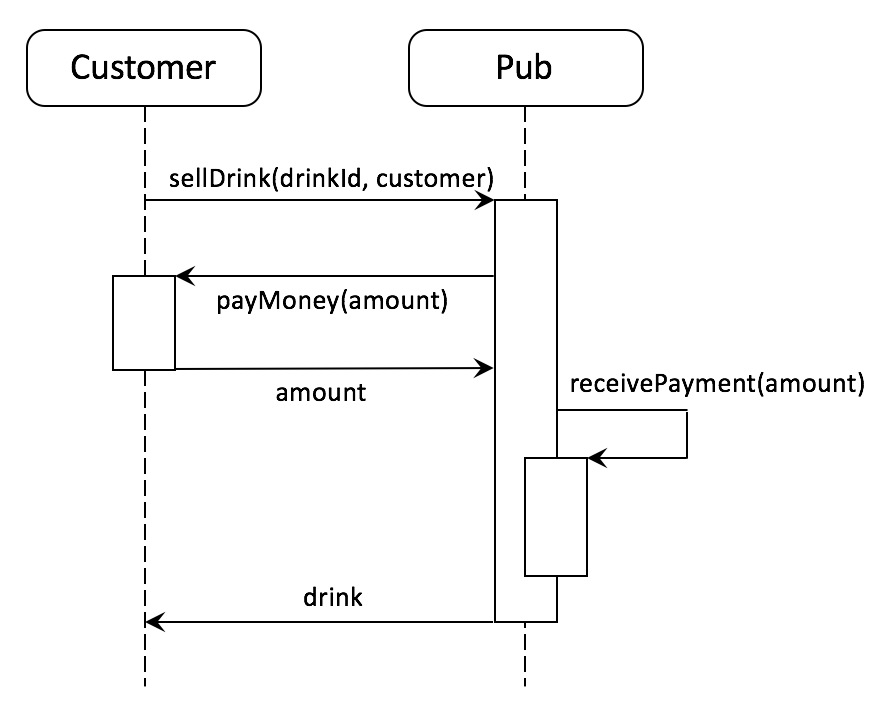 Customer
Pub
sellDrink(drinkId, customer)
payMoney(amount)
amount
receivePayment(amount)
drink